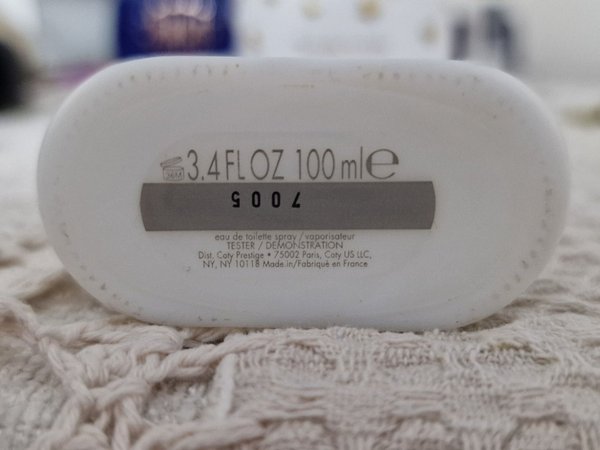 36M 3.4 FL OZ 100 ml ℮
7005
eau de toilette spray / vaporisateur
TESTER / DEMONSTRATION
Dist. Coty Prestige • 75002 Paris, Coty US LLC,
NY, NY 10118 Made in/Fabriqué en France